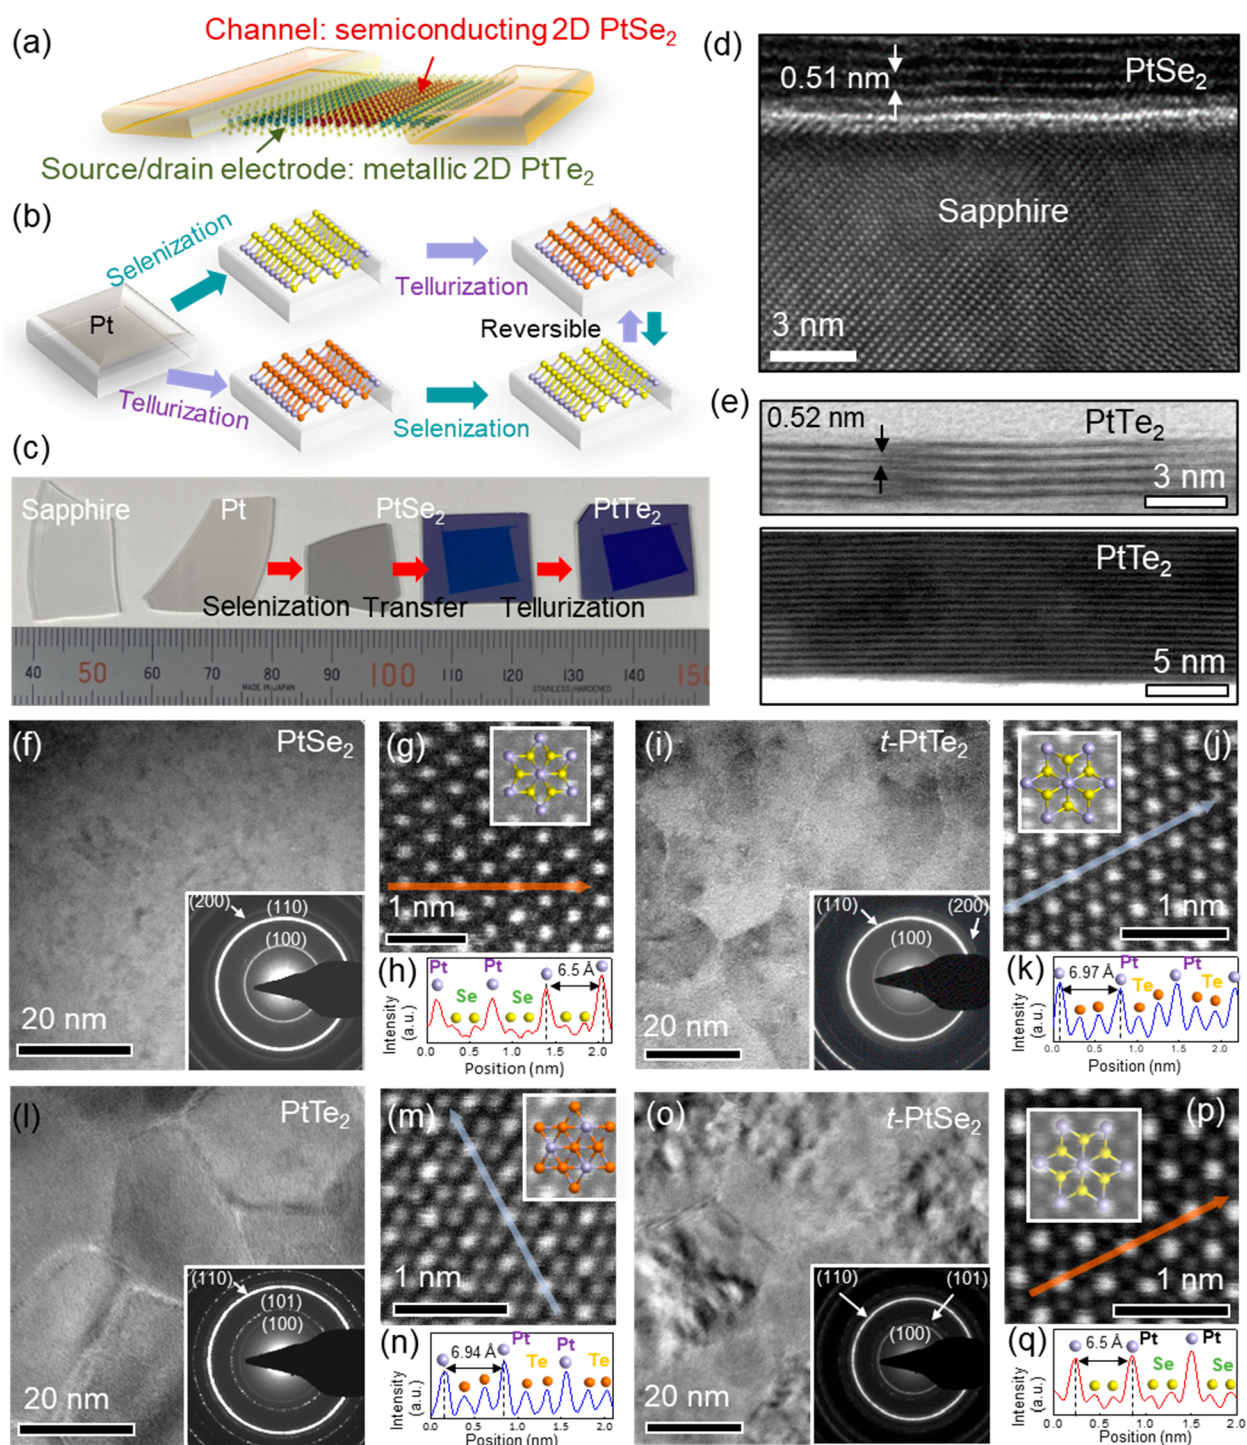 (a)
Channel: semiconducting 2D PtSe2
Source/drain electrode: metallic 2D PtTe2
(b)
Pt
Selenization
Tellurization
Tellurization
Selenization
Reversible
(c)
Sapphire
Pt
PtSe2
PtTe2
Selenization
Transfer
Tellurization
40 50 60 70 80 90 100 110 120 130 140 150
MADE IN JAPAN
STAINLESS HARDENED
(d)
0.51 nm
PtSe2
Sapphire
3 nm
(e)
0.52 nm
PtTe2
3 nm
PtTe2
5 nm
(f)
PtSe2
(200)
(110)
(100)
20 nm
(g)
1 nm
(h)
Pt
Pt
Se
Se
6.5 Å
Intensity
(a.u.)
0.0 0.5 1.0 1.5 2.0
Position (nm)
(i)
t-PtTe2
(110)
(200)
(100)
20 nm
(j)
1 nm
(k)
6.97 Å
Pt
Pt
Te
Te
Intensity
(a.u.)
0.0 0.5 1.0 1.5 2.0
Position (nm)
(l)
PtTe2
(110)
(101)
(100)
20 nm
(m)
1 nm
(n)
6.94 Å
Pt
Pt
Te
Te
Intensity
(a.u.)
0.0 0.5 1.0 1.5 2.0 2.5
Position (nm)
(o)
t-PtSe2
(110)
(101)
(100)
20 nm
(p)
1 nm
(q)
6.5 Å
Pt
Pt
Se
Se
Intensity
(a.u.)
0.0 0.5 1.0 1.5 2.0
Position (nm)